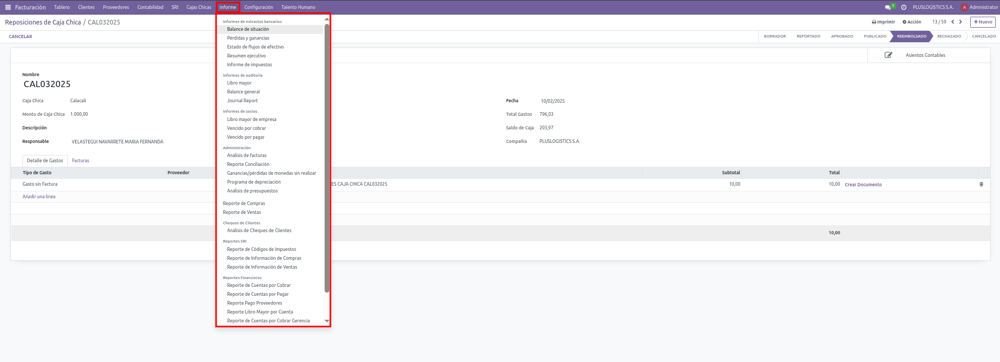 Facturación Tablero Clientes Proveedores Contabilidad SRI Cajas Chicas Informe Configuración Talento Humano 5 PLUSLOGISTICS S.A. A Administrator
Reposiciones de Caja Chica / CAL032025 Imprimir Acción 13 / 59 + Nuevo
CANCELAR BORRADOR REPORTADO APROBADO PUBLICADO REEMBOLSADO RECHAZADO CANCELADO
Asientos Contables
Nombre
CAL032025
Caja Chica Calacali
Monto de Caja Chica 1.000,00
Descripción
Responsable VELASTEGUI NAVARRETE MARIA FERNANDA
Fecha 10/02/2025
Total Gastos 796,03
Saldo de Caja 203,97
Compañia PLUSLOGISTICS S.A.
Detalle de Gastos Facturas
Tipo de Gasto Proveedor Subtotal Total
Gasto sin Factura ES CAJA CHICA CAL032025 10,00 10,00 Crear Documento
Añadir una línea
10,00
Informes de extractos bancarios
Balance de situación
Pérdidas y ganancias
Estado de flujos de efectivo
Resumen ejecutivo
Informe de impuestos
Informes de auditoría
Libro mayor
Balance general
Journal Report
Informes de socios
Libro mayor de empresa
Vencido por cobrar
Vencido por pagar
Administración
Análisis de facturas
Reporte Conciliación
Ganancias/pérdidas de monedas sin realizar
Programa de depreciación
Análisis de presupuestos
Reporte de Compras
Reporte de Ventas
Cheques de Clientes
Análisis de Cheques de Clientes
Reportes SRI
Reporte de Códigos de Impuestos
Reporte de Información de Compras
Reporte de Información de Ventas
Reportes Financieros
Reporte de Cuentas por Cobrar
Reporte de Cuentas por Pagar
Reporte Pago Proveedores
Reporte Libro Mayor por Cuenta
Reporte de Cuentas por Cobrar Gerencia